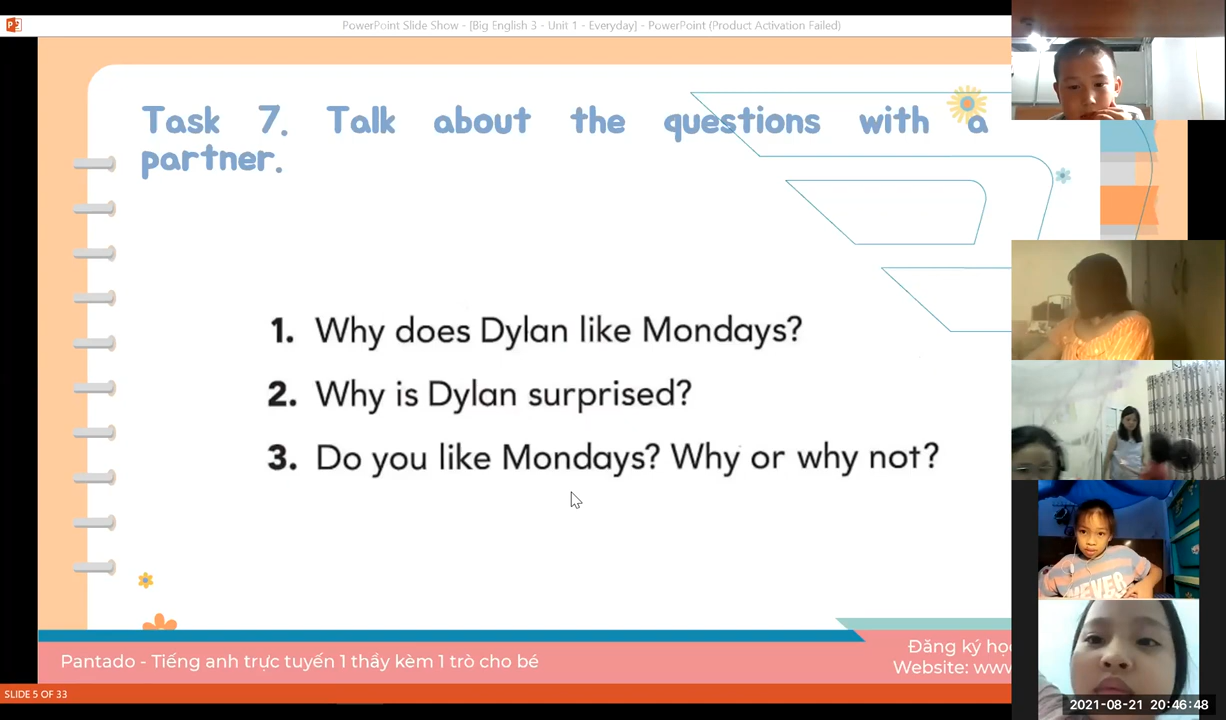 PowerPoint Slide Show - [Big English 3 - Unit 1 - Everyday] - PowerPoint (Product Activation Failed)
Task 7. Talk about the questions with a
partner.
1. Why does Dylan like Mondays?
2. Why is Dylan surprised?
3. Do you like Mondays? Why or why not?
Pantado - Tiếng anh trực tuyến 1 thầy kèm 1 trò cho bé
Đăng ký
Website:
SLIDE 5 OF 33
2021-08-21 20:46:48